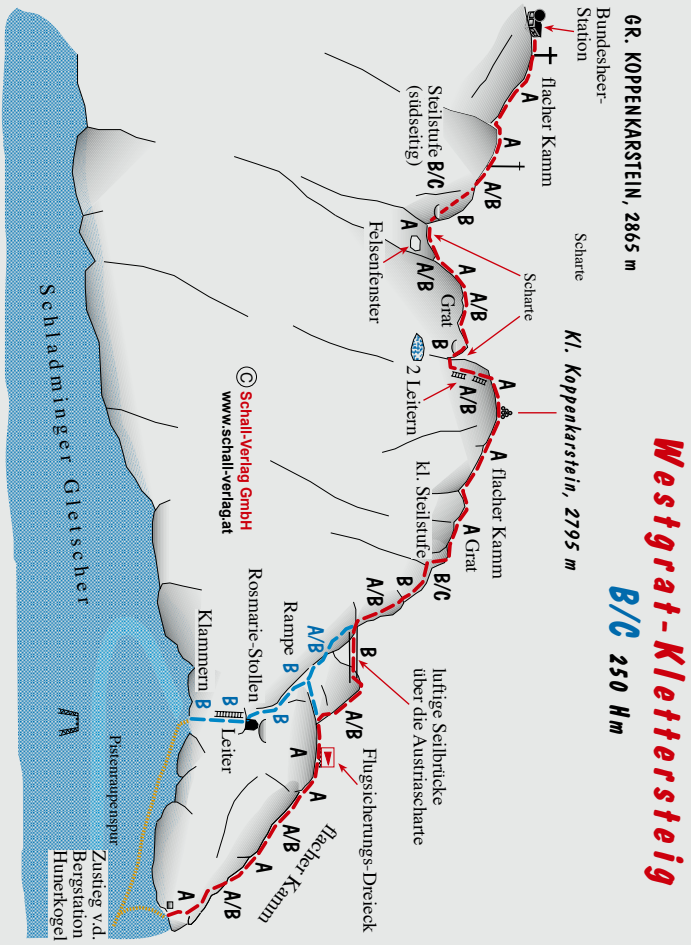 Westgrat-Klettersteig
B/C 250 Hm
GR. KOPPENKARSTEIN, 2865 m
Kl. Koppenkarstein, 2795 m
Bundesheer-
Station
flacher Kamm
A
A
A/B
Steilstufe B/C
(südseitig)
B
A
Felsenfenster
A/B
Scharte
Scharte
A
A/B
Grat
B
2 Leitern
A/B
A
A
flacher Kamm
kl. Steilstufe
A
Grat
B/C
B
A/B
B
luftige Seilbrücke
über die Austriascharte
A/B
Flugsicherungs-Dreieck
A/B
Rampe
B
Rosmarie-Stollen
B
Klammern
B
B
Leiter
A
A
A/B
flacher Kamm
A
A/B
A
© Schall-Verlag GmbH
www.schall-verlag.at
Schladminger Gletscher
Pistenraupenspur
Zustieg v.d.
Bergstation
Hunerkogel